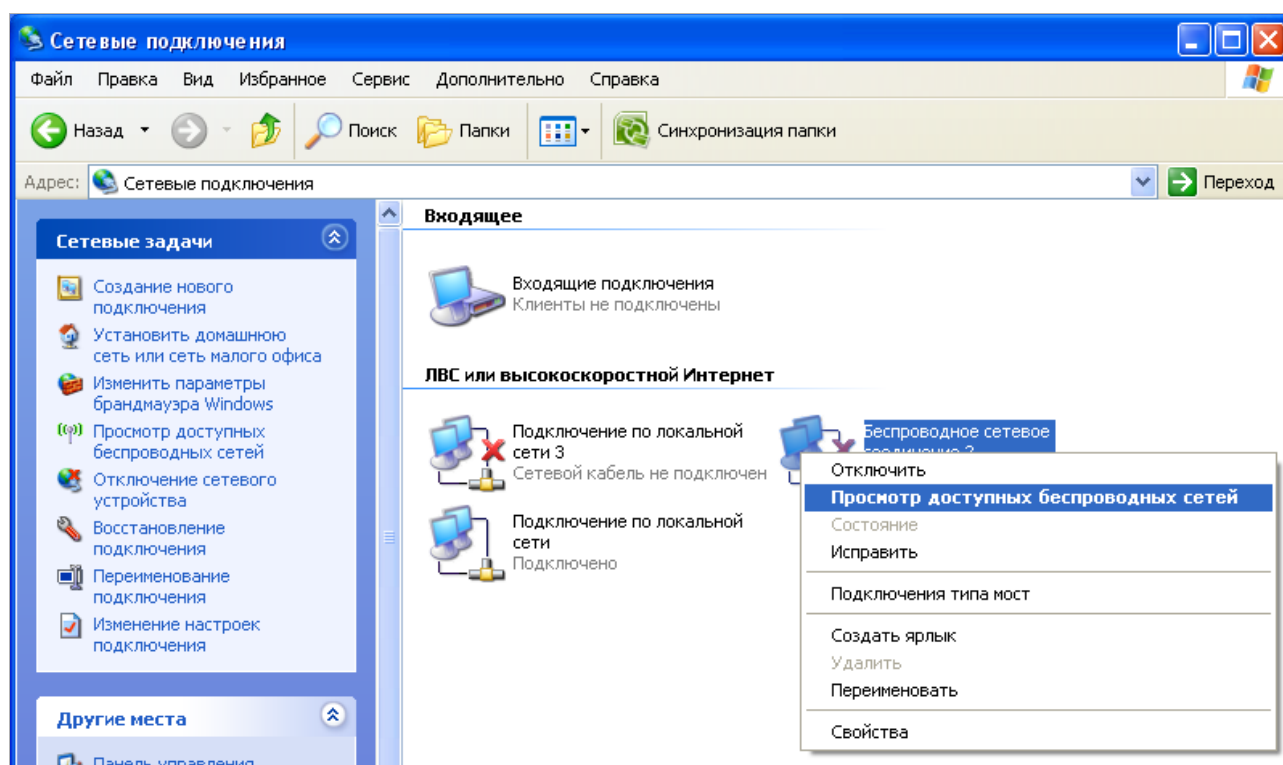 Сетевые подключения
Файл Правка Вид Избранное Сервис Дополнительно Справка
Назад Поиск Папки Синхронизация папки
Адрес: Сетевые подключения Переход
Сетевые задачи
Создание нового
подключения
Установить домашнюю
сеть или сеть малого офиса
Изменить параметры
брандмауэра Windows
Просмотр доступных
беспроводных сетей
Отключение сетевого
устройства
Восстановление
подключения
Переименование
подключения
Изменение настроек
подключения
Другие места
Панель управления
Входящее
Входящие подключения
Клиенты не подключены
ЛВС или высокоскоростной Интернет
Подключение по локальной
сети 3
Сетевой кабель не подключен
Беспроводное сетевое
соединение 2
Подключение по локальной
сети
Подключено
Отключить
Просмотр доступных беспроводных сетей
Состояние
Исправить
Подключения типа мост
Создать ярлык
Удалить
Переименовать
Свойства